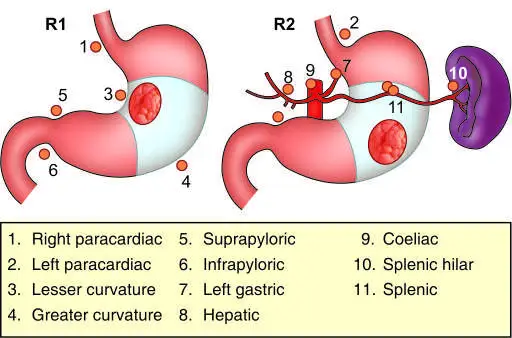 R1
R2
1
2
3
4
5
6
7
8
9
10
11
1. Right paracardiac
2. Left paracardiac
3. Lesser curvature
4. Greater curvature
5. Suprapyloric
6. Infrapyloric
7. Left gastric
8. Hepatic
9. Coeliac
10. Splenic hilar
11. Splenic